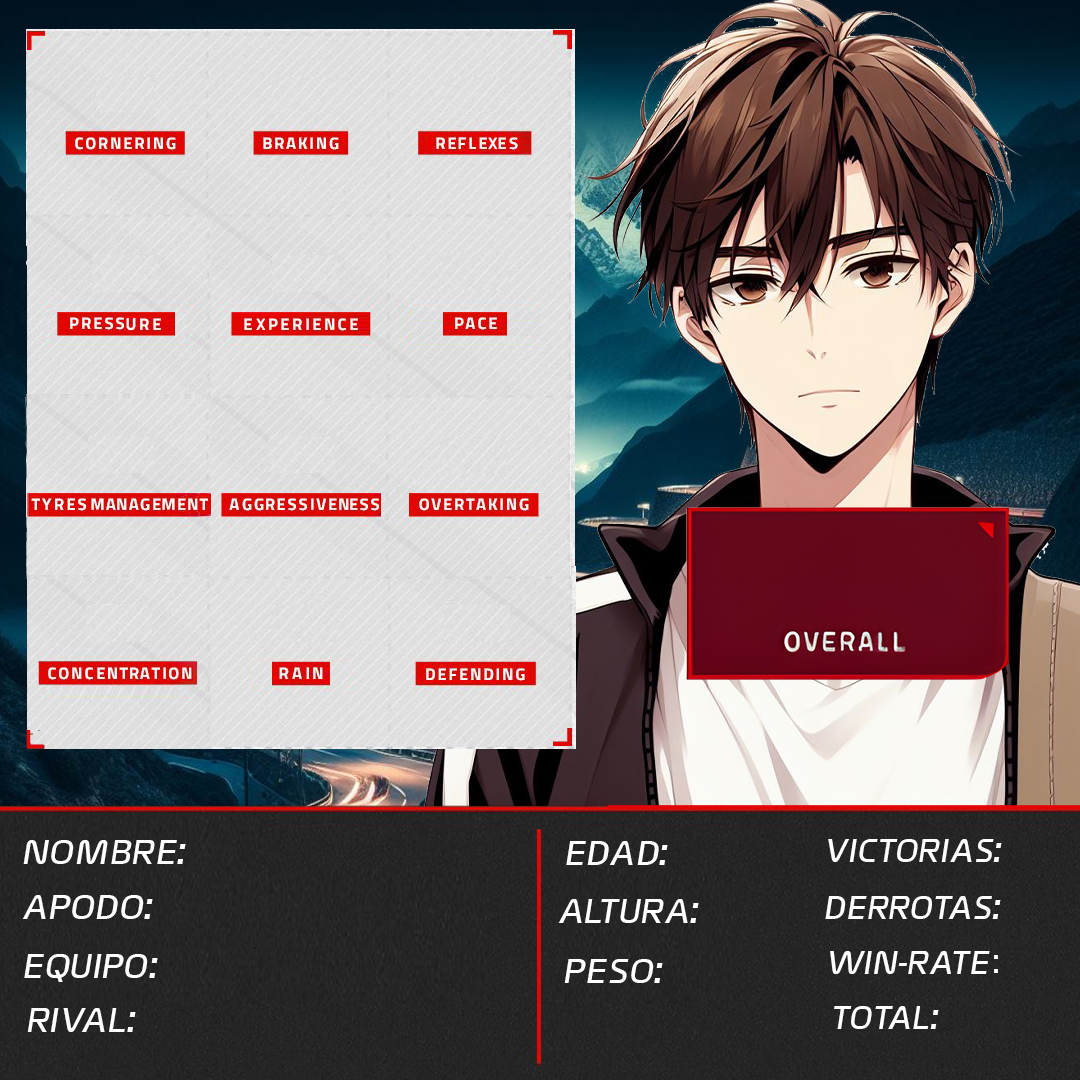 CORNERING BRAKING REFLEXES
PRESSURE EXPERIENCE PACE
TYRES MANAGEMENT AGGRESSIVENESS OVERTAKING
CONCENTRATION RAIN DEFENDING
OVERALL
NOMBRE:
APODO:
EQUIPO:
RIVAL:
EDAD:
ALTURA:
PESO:
VICTORIAS:
DERROTAS:
WIN-RATE:
TOTAL: